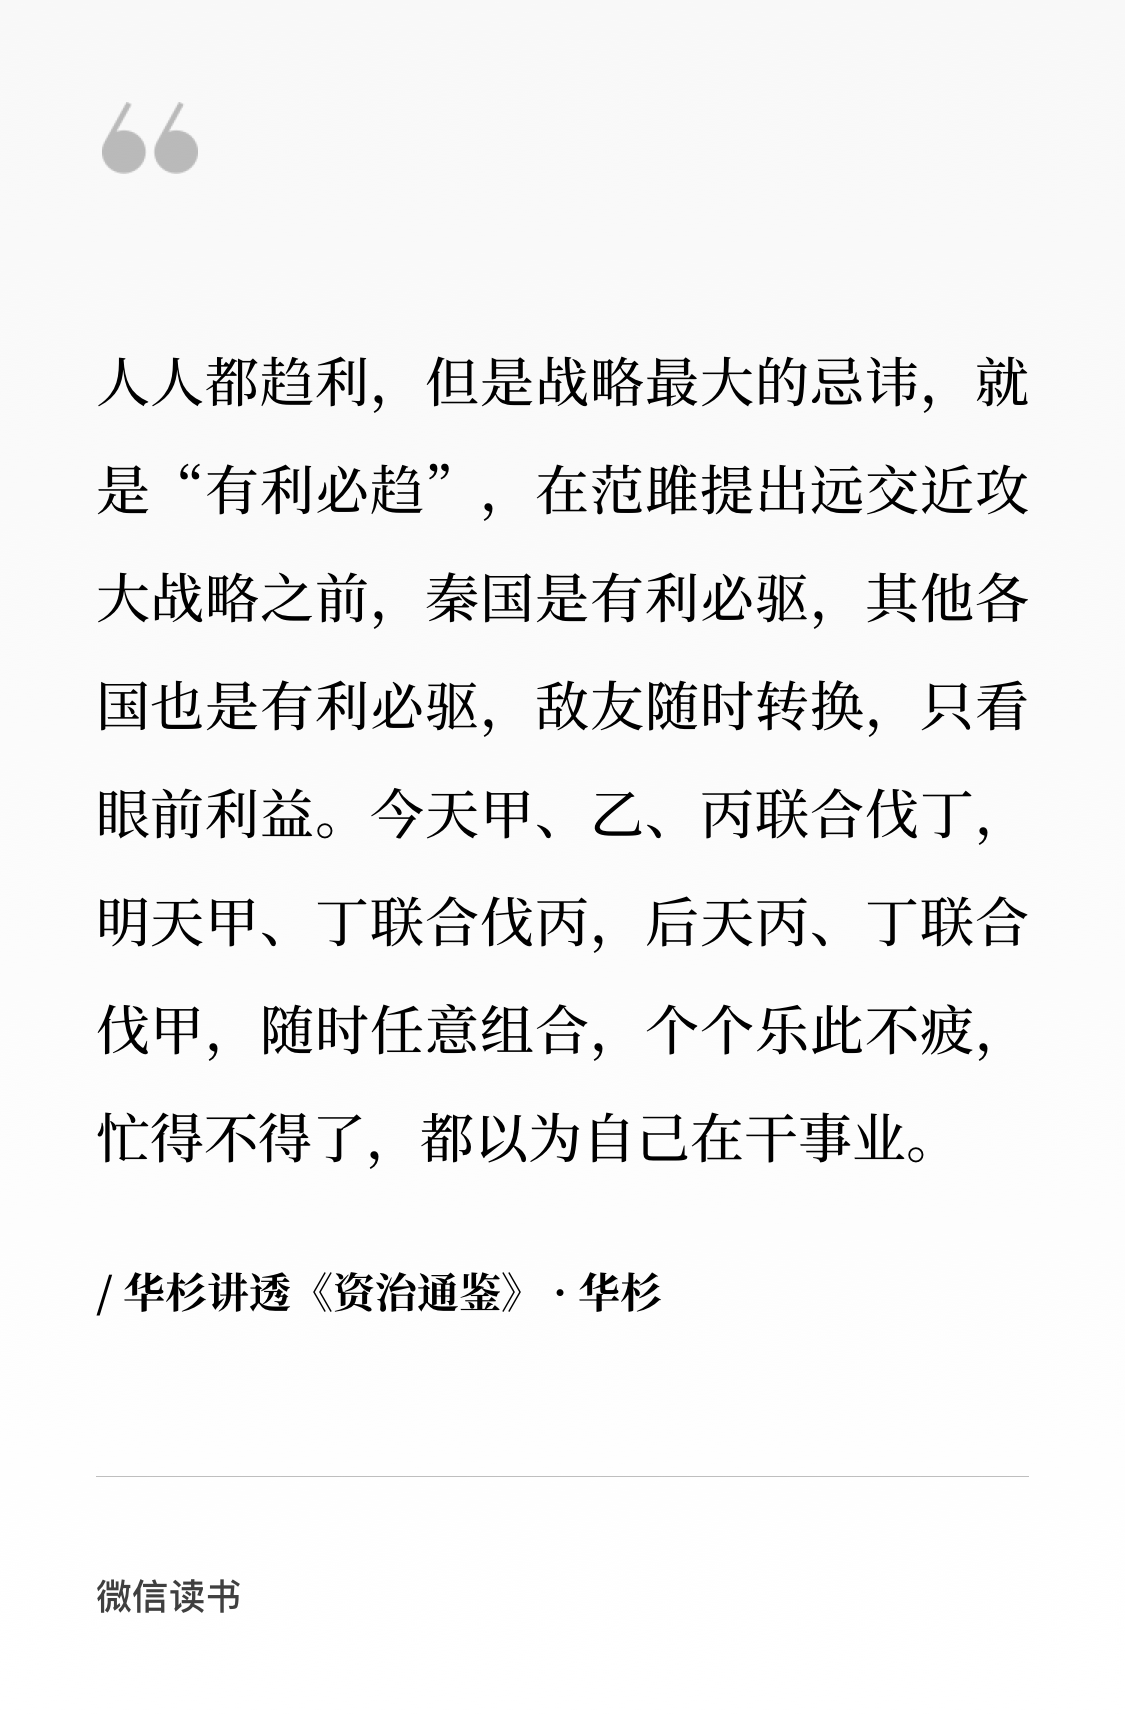 人人都趋利，但是战略最大的忌讳，就
是“有利必趋”，在范雎提出远交近攻
大战略之前，秦国是有利必驱，其他各
国也是有利必驱，敌友随时转换，只看
眼前利益。今天甲、乙、丙联合伐丁，
明天甲、丁联合伐丙，后天丙、丁联合
伐甲，随时任意组合，个个乐此不疲，
忙得不得了，都以为自己在干事业。
/ 华杉讲透《资治通鉴》 · 华杉
微信读书